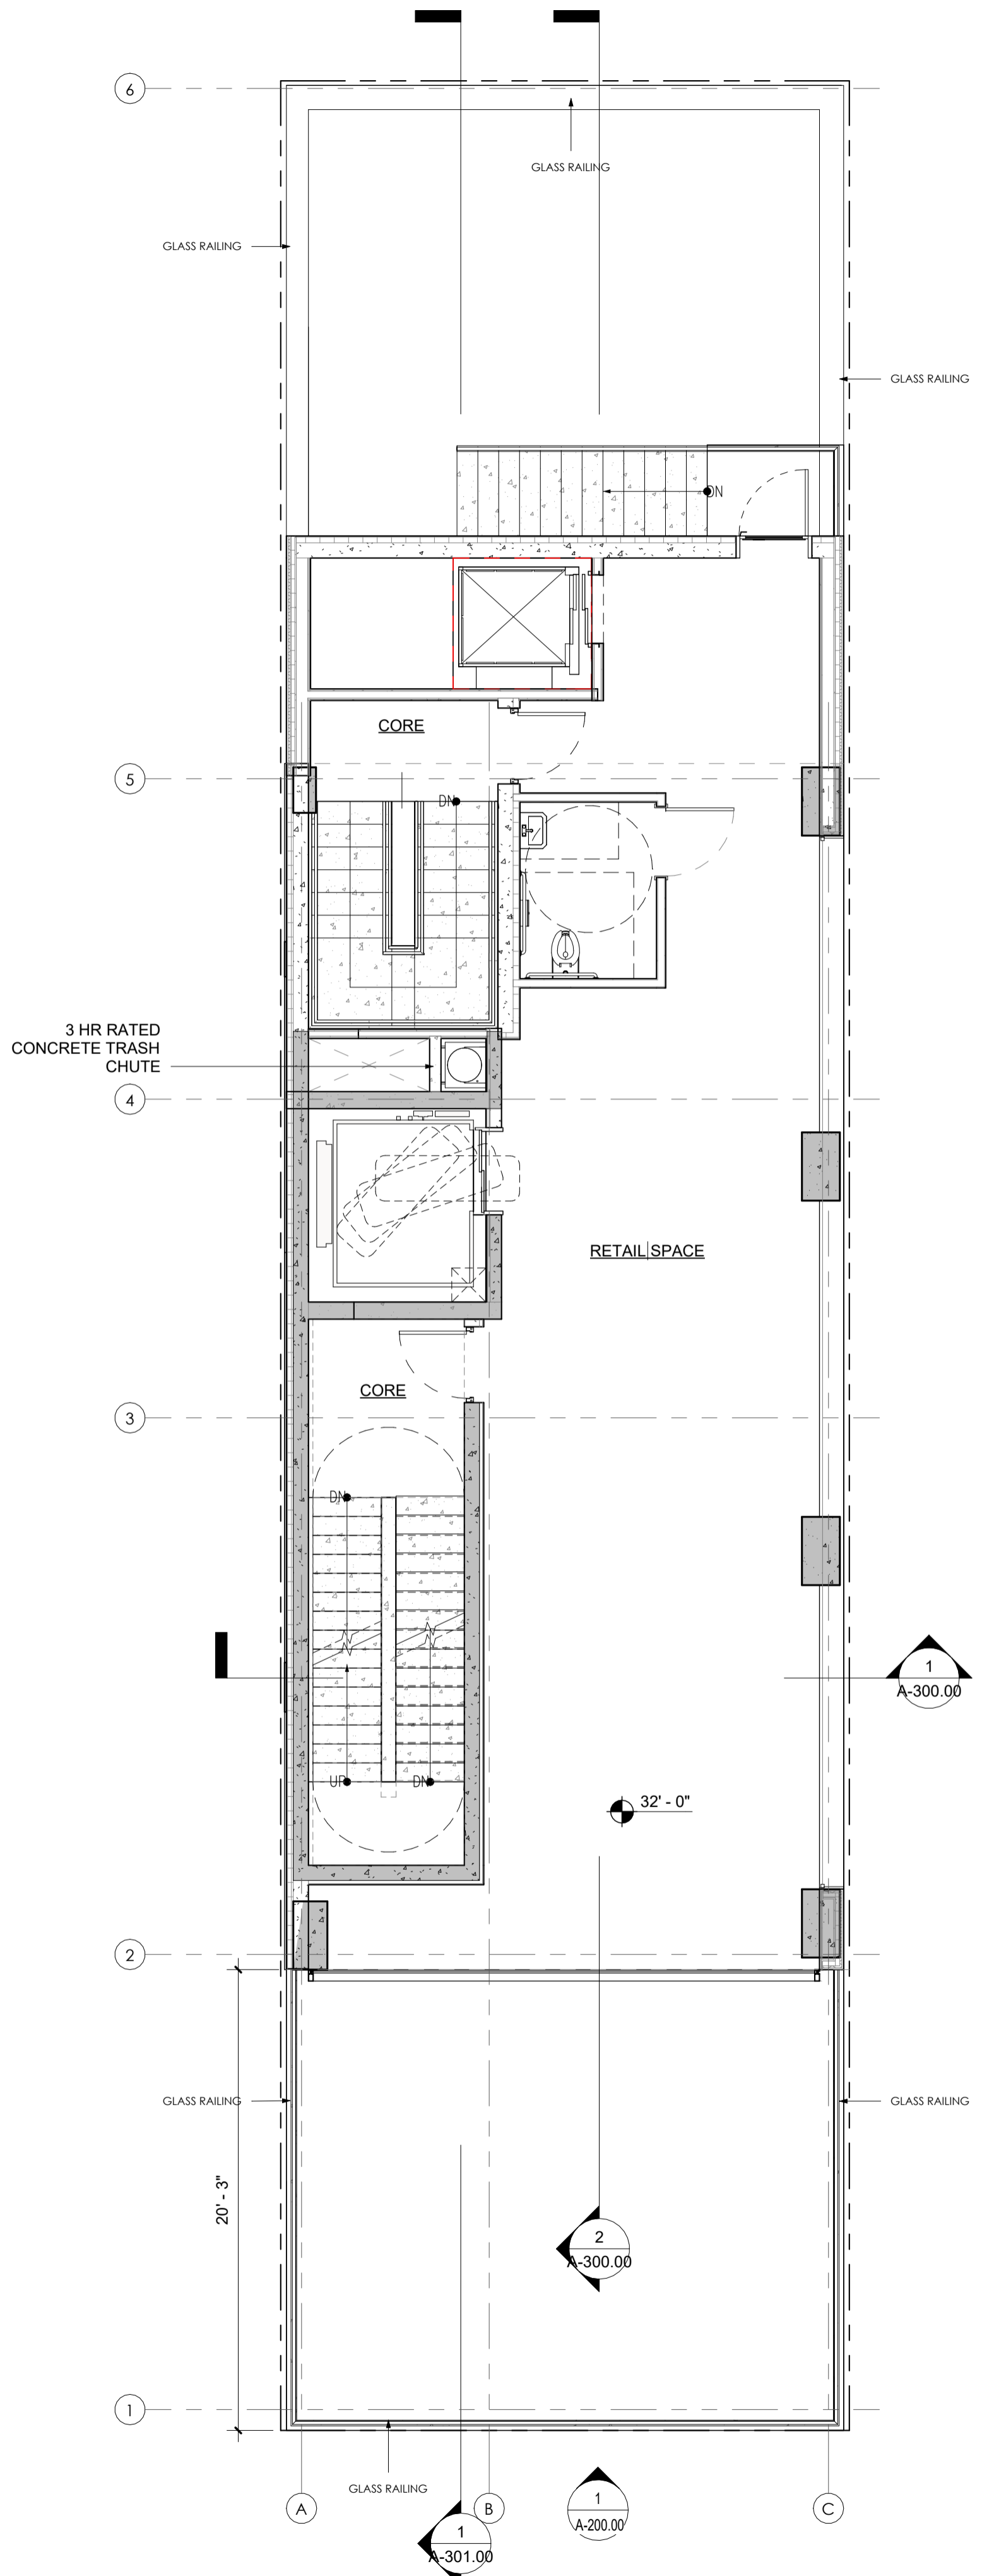 6
GLASS RAILING
GLASS RAILING
GLASS RAILING
DN
CORE
5
DN
3 HR RATED
CONCRETE TRASH
CHUTE
4
RETAIL SPACE
CORE
3
DN
1
A-300.00
UP
DN
32' - 0"
2
GLASS RAILING
GLASS RAILING
20' - 3"
2
A-300.00
1
GLASS RAILING
A
B
C
1
A-200.00
1
A-301.00